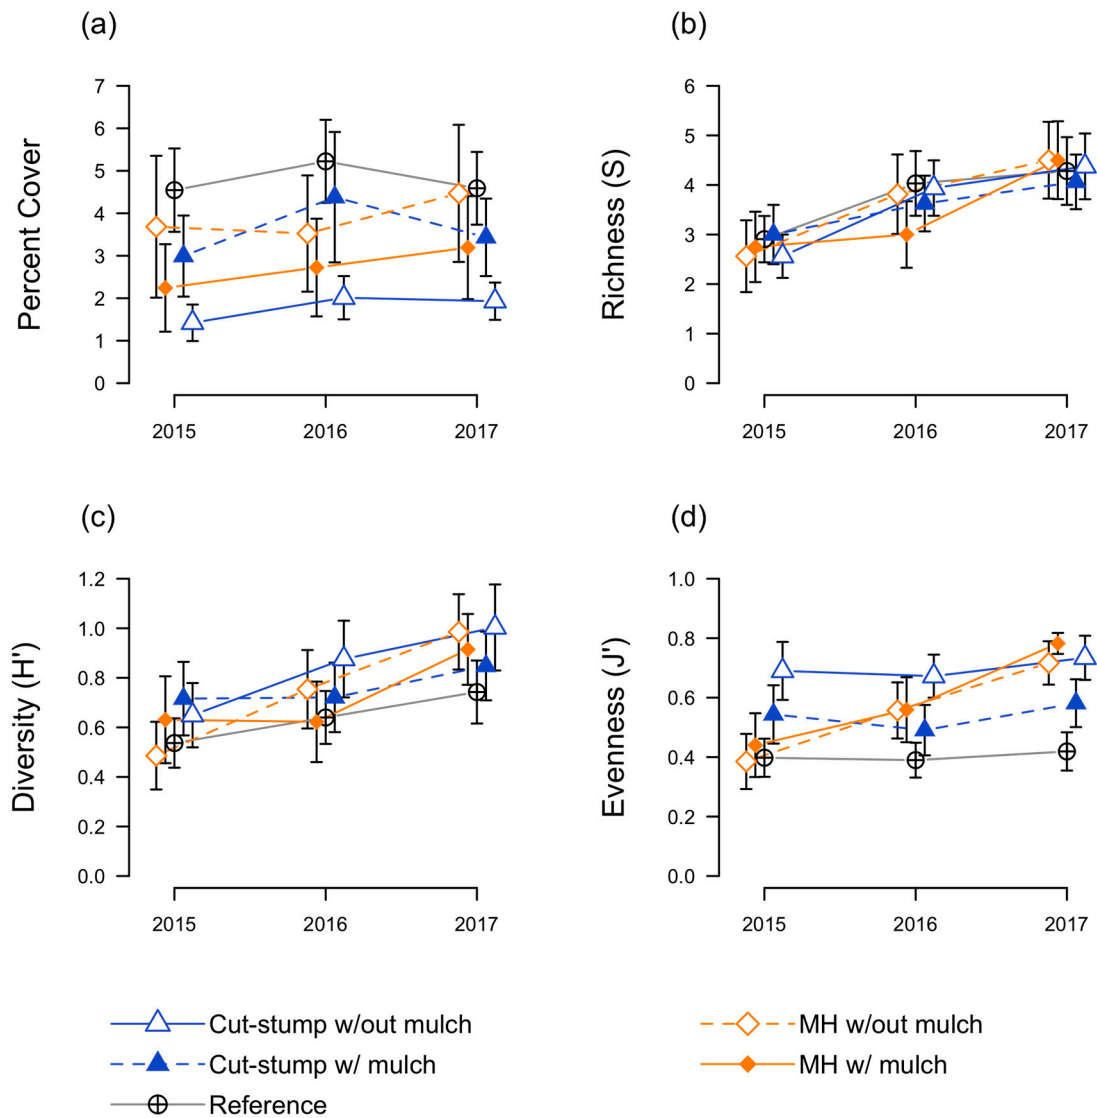 (a)
Percent Cover
7
6
5
4
3
2
1
0
2015 2016 2017
(b)
Richness (S)
6
5
4
3
2
1
0
2015 2016 2017
(c)
Diversity (H')
1.2
1.0
0.8
0.6
0.4
0.2
0.0
2015 2016 2017
(d)
Evenness (J')
1.0
0.8
0.6
0.4
0.2
0.0
2015 2016 2017
Cut-stump w/out mulch
Cut-stump w/ mulch
Reference
MH w/out mulch
MH w/ mulch